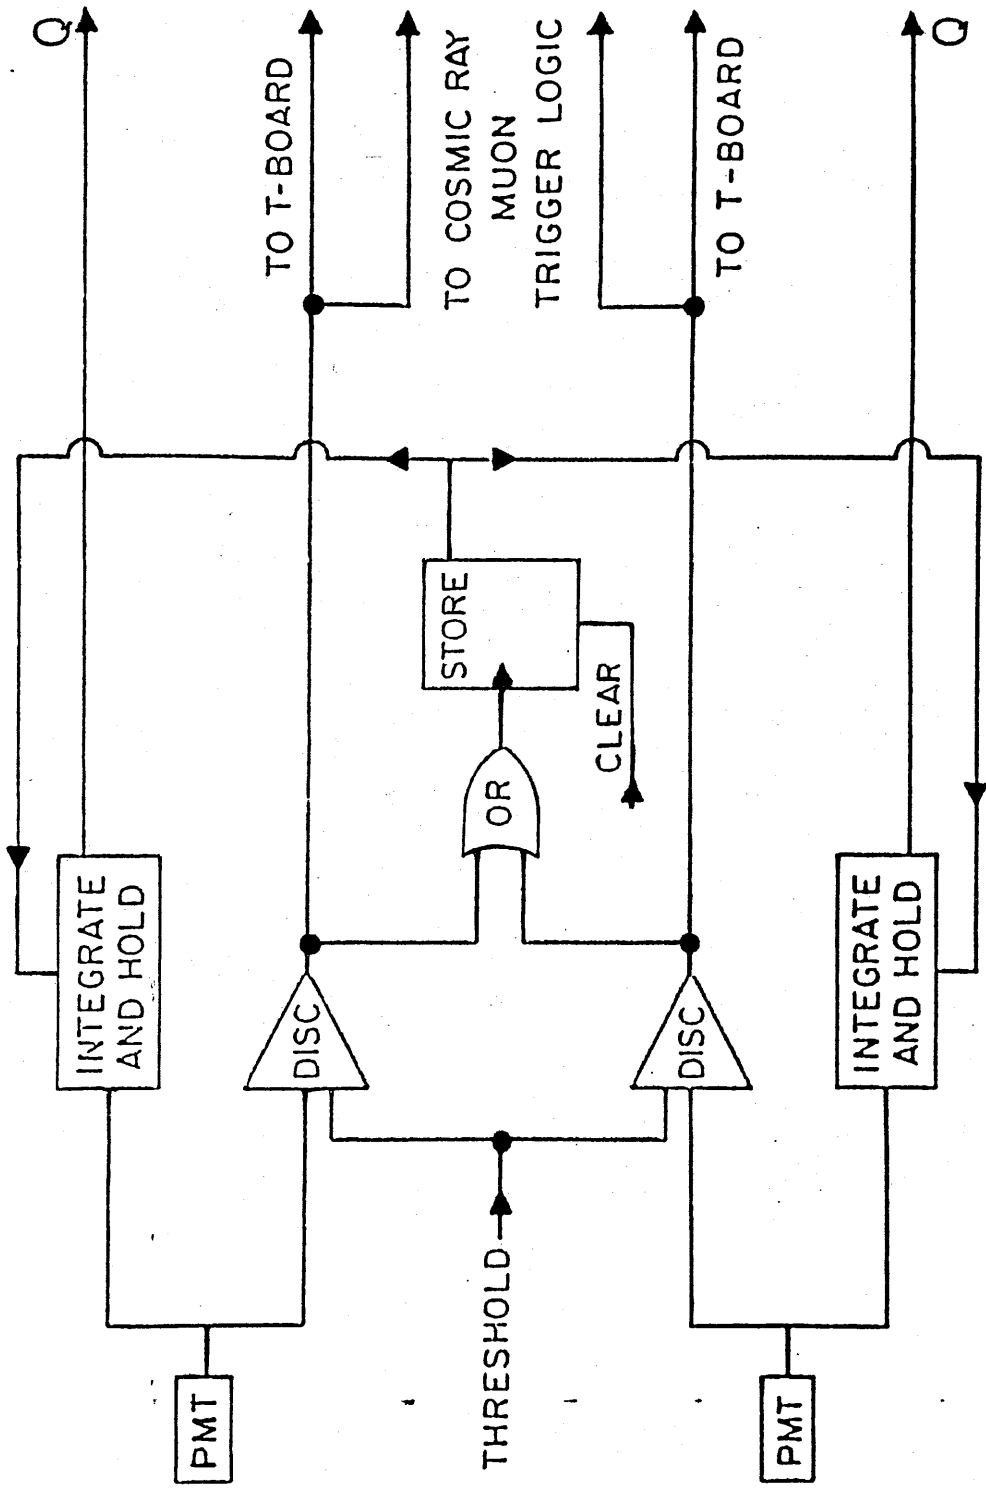 PMT
INTEGRATE
AND HOLD
Q
DISC
TO T-BOARD
TO COSMIC RAY
MUON
TRIGGER LOGIC
THRESHOLD
OR
STORE
CLEAR
DISC
TO T-BOARD
PMT
INTEGRATE
AND HOLD
Q